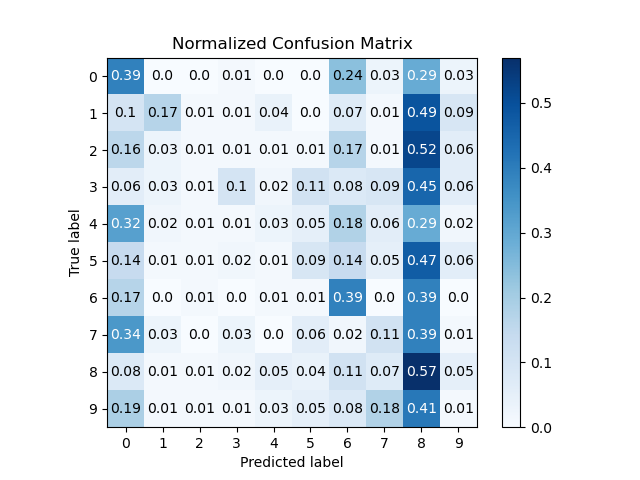 Normalized Confusion Matrix
0 0.39 0.0 0.0 0.01 0.0 0.0 0.24 0.03 0.29 0.03
1 0.1 0.17 0.01 0.01 0.04 0.0 0.07 0.01 0.49 0.09
2 0.16 0.03 0.01 0.01 0.01 0.01 0.17 0.01 0.52 0.06
3 0.06 0.03 0.01 0.1 0.02 0.11 0.08 0.09 0.45 0.06
4 0.32 0.02 0.01 0.01 0.03 0.05 0.18 0.06 0.29 0.02
5 0.14 0.01 0.01 0.02 0.01 0.09 0.14 0.05 0.47 0.06
6 0.17 0.0 0.01 0.0 0.01 0.01 0.39 0.0 0.39 0.0
7 0.34 0.03 0.0 0.03 0.0 0.06 0.02 0.11 0.39 0.01
8 0.08 0.01 0.01 0.02 0.05 0.04 0.11 0.07 0.57 0.05
9 0.19 0.01 0.01 0.01 0.03 0.05 0.08 0.18 0.41 0.01
0 1 2 3 4 5 6 7 8 9
Predicted label
True label
0.5
0.4
0.3
0.2
0.1
0.0